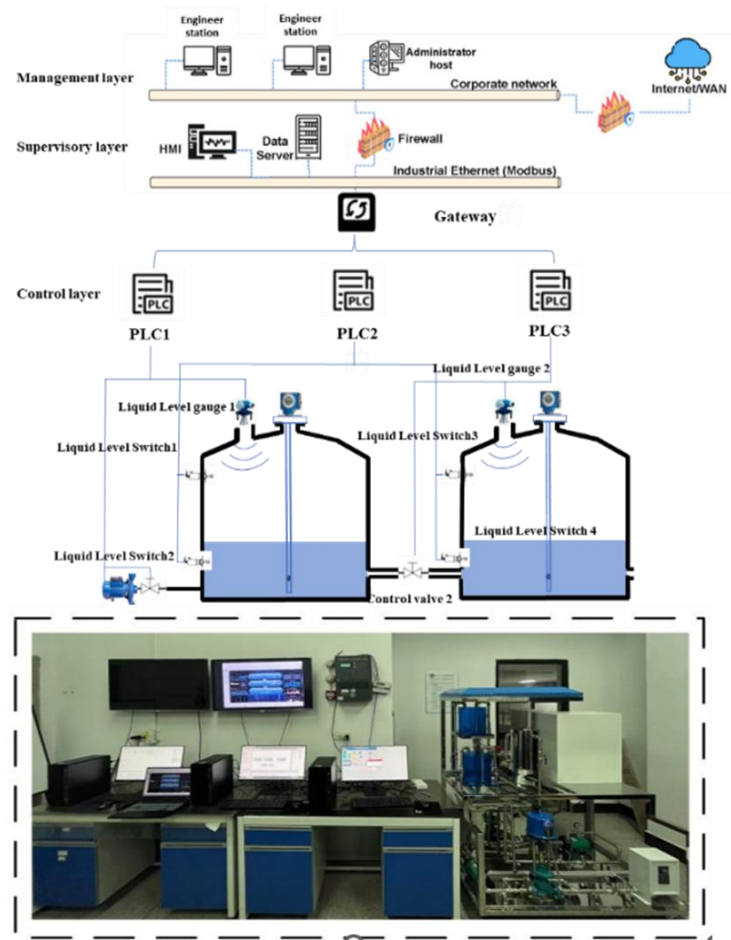 Engineer
station
Engineer
station
Administrator
host
Management layer
Corporate network
Internet/WAN
Supervisory layer
HMI
Data
Server
Firewall
Industrial Ethernet (Modbus)
Gateway
Control layer
PLC
PLC
PLC
PLC1
PLC2
PLC3
Liquid Level gauge 2
Liquid Level gauge 1
Liquid Level Switch1
Liquid Level Switch3
Liquid Level Switch 4
Liquid Level Switch2
Control valve 2